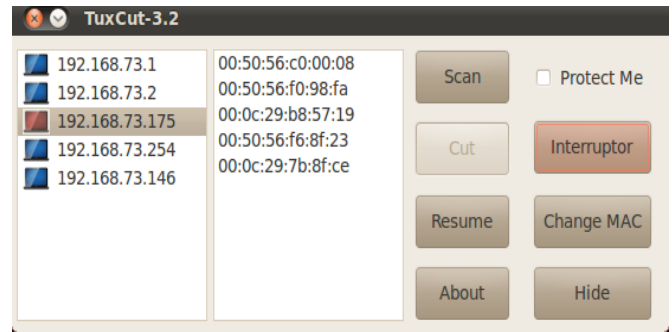 TuxCut-3.2
192.168.73.1
192.168.73.2
192.168.73.175
192.168.73.254
192.168.73.146
00:50:56:c0:00:08
00:50:56:f0:98:fa
00:0c:29:b8:57:19
00:50:56:f6:8f:23
00:0c:29:7b:8f:ce
Scan
Protect Me
Cut
Interruptor
Resume
Change MAC
About
Hide